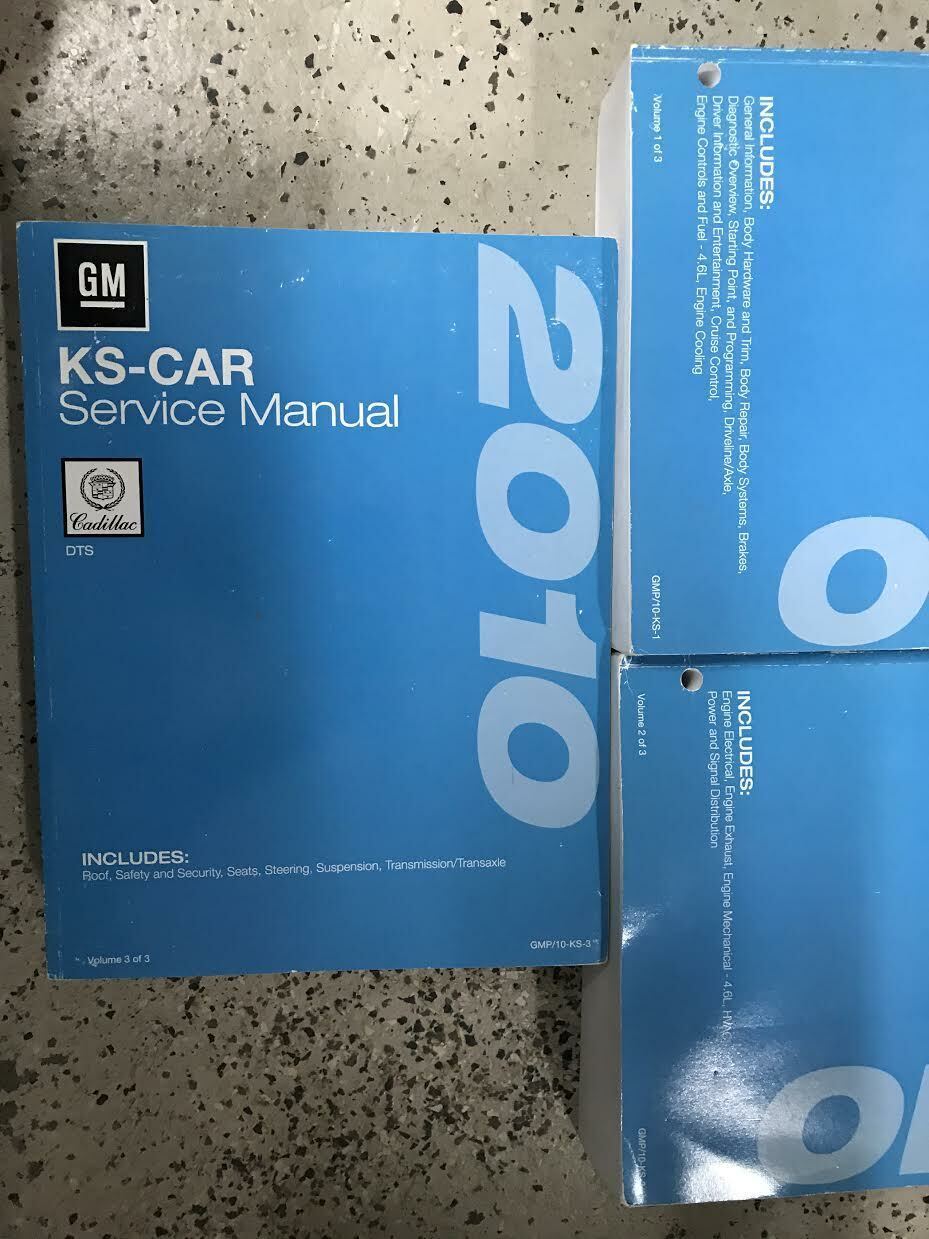 GM
KS-CAR
Service Manual
Cadillac
DTS
2010
INCLUDES:
Roof, Safety and Security, Seats, Steering, Suspension, Transmission/Transaxle
GMP/10-KS-3
Volume 3 of 3
INCLUDES:
General Information, Body Hardware and Trim, Body Repair, Body Systems, Brakes,
Diagnostic Overview, Starting Point, and Programming, Driveline/Axle,
Driver Information and Entertainment, Cruise Control,
Engine Controls and Fuel - 4.6L, Engine Cooling
Volume 1 of 3
GMP/10-KS-1
0
INCLUDES:
Engine Electrical, Engine Exhaust, Engine Mechanical - 4.6L, HVAC,
Power and Signal Distribution
Volume 2 of 3
0